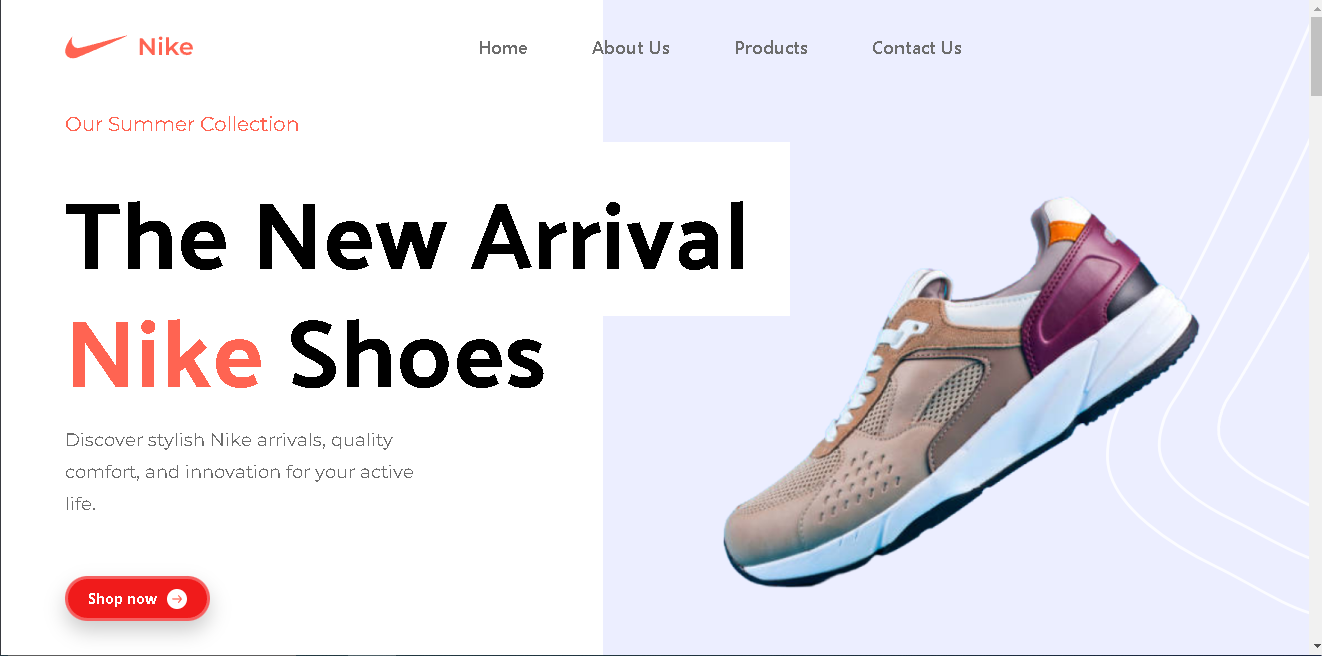 Nike
Home
About Us
Products
Contact Us
Our Summer Collection
The New Arrival
Nike Shoes
Discover stylish Nike arrivals, quality
comfort, and innovation for your active
life.
Shop now